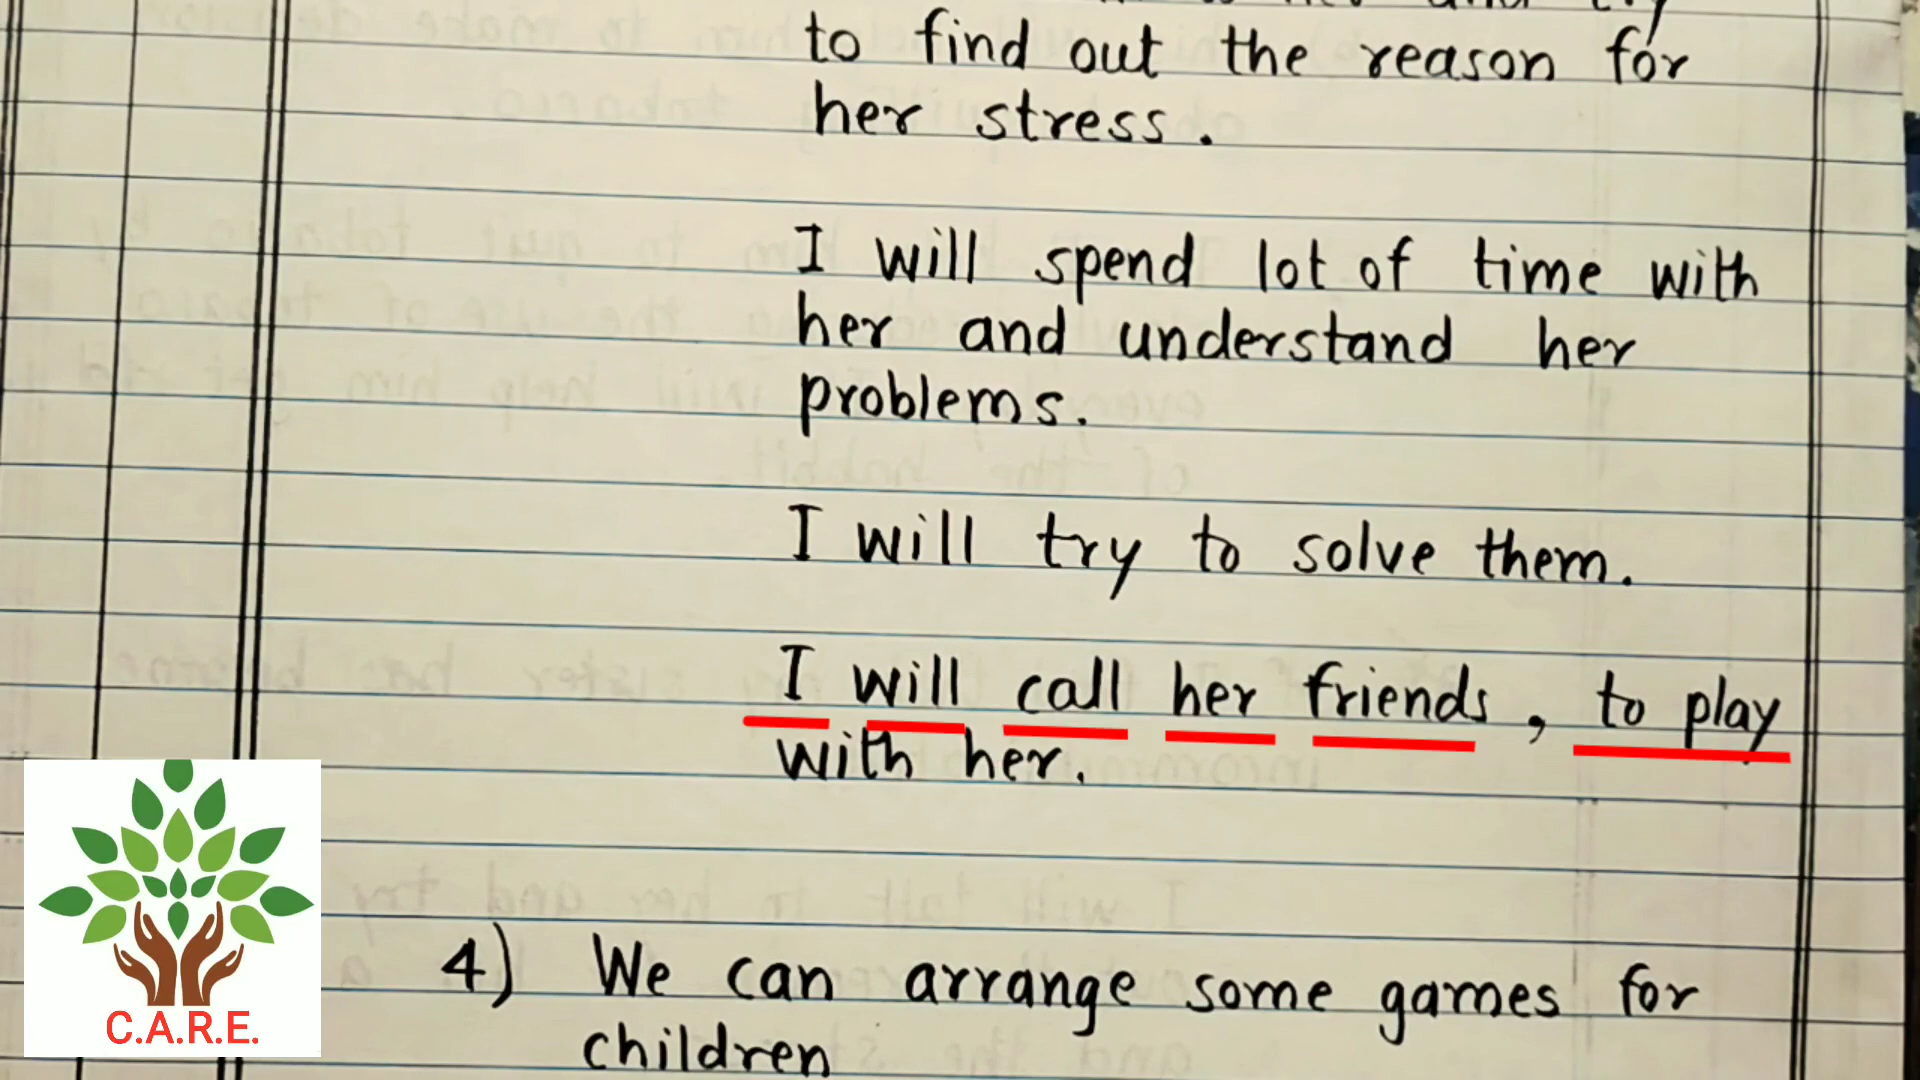 to find out the reason for
her stress.
I will spend lot of time with
her and understand her
problems.
I will try to solve them.
I will call her friends, to play
with her.
4) We can arrange some games for
children
C.A.R.E.